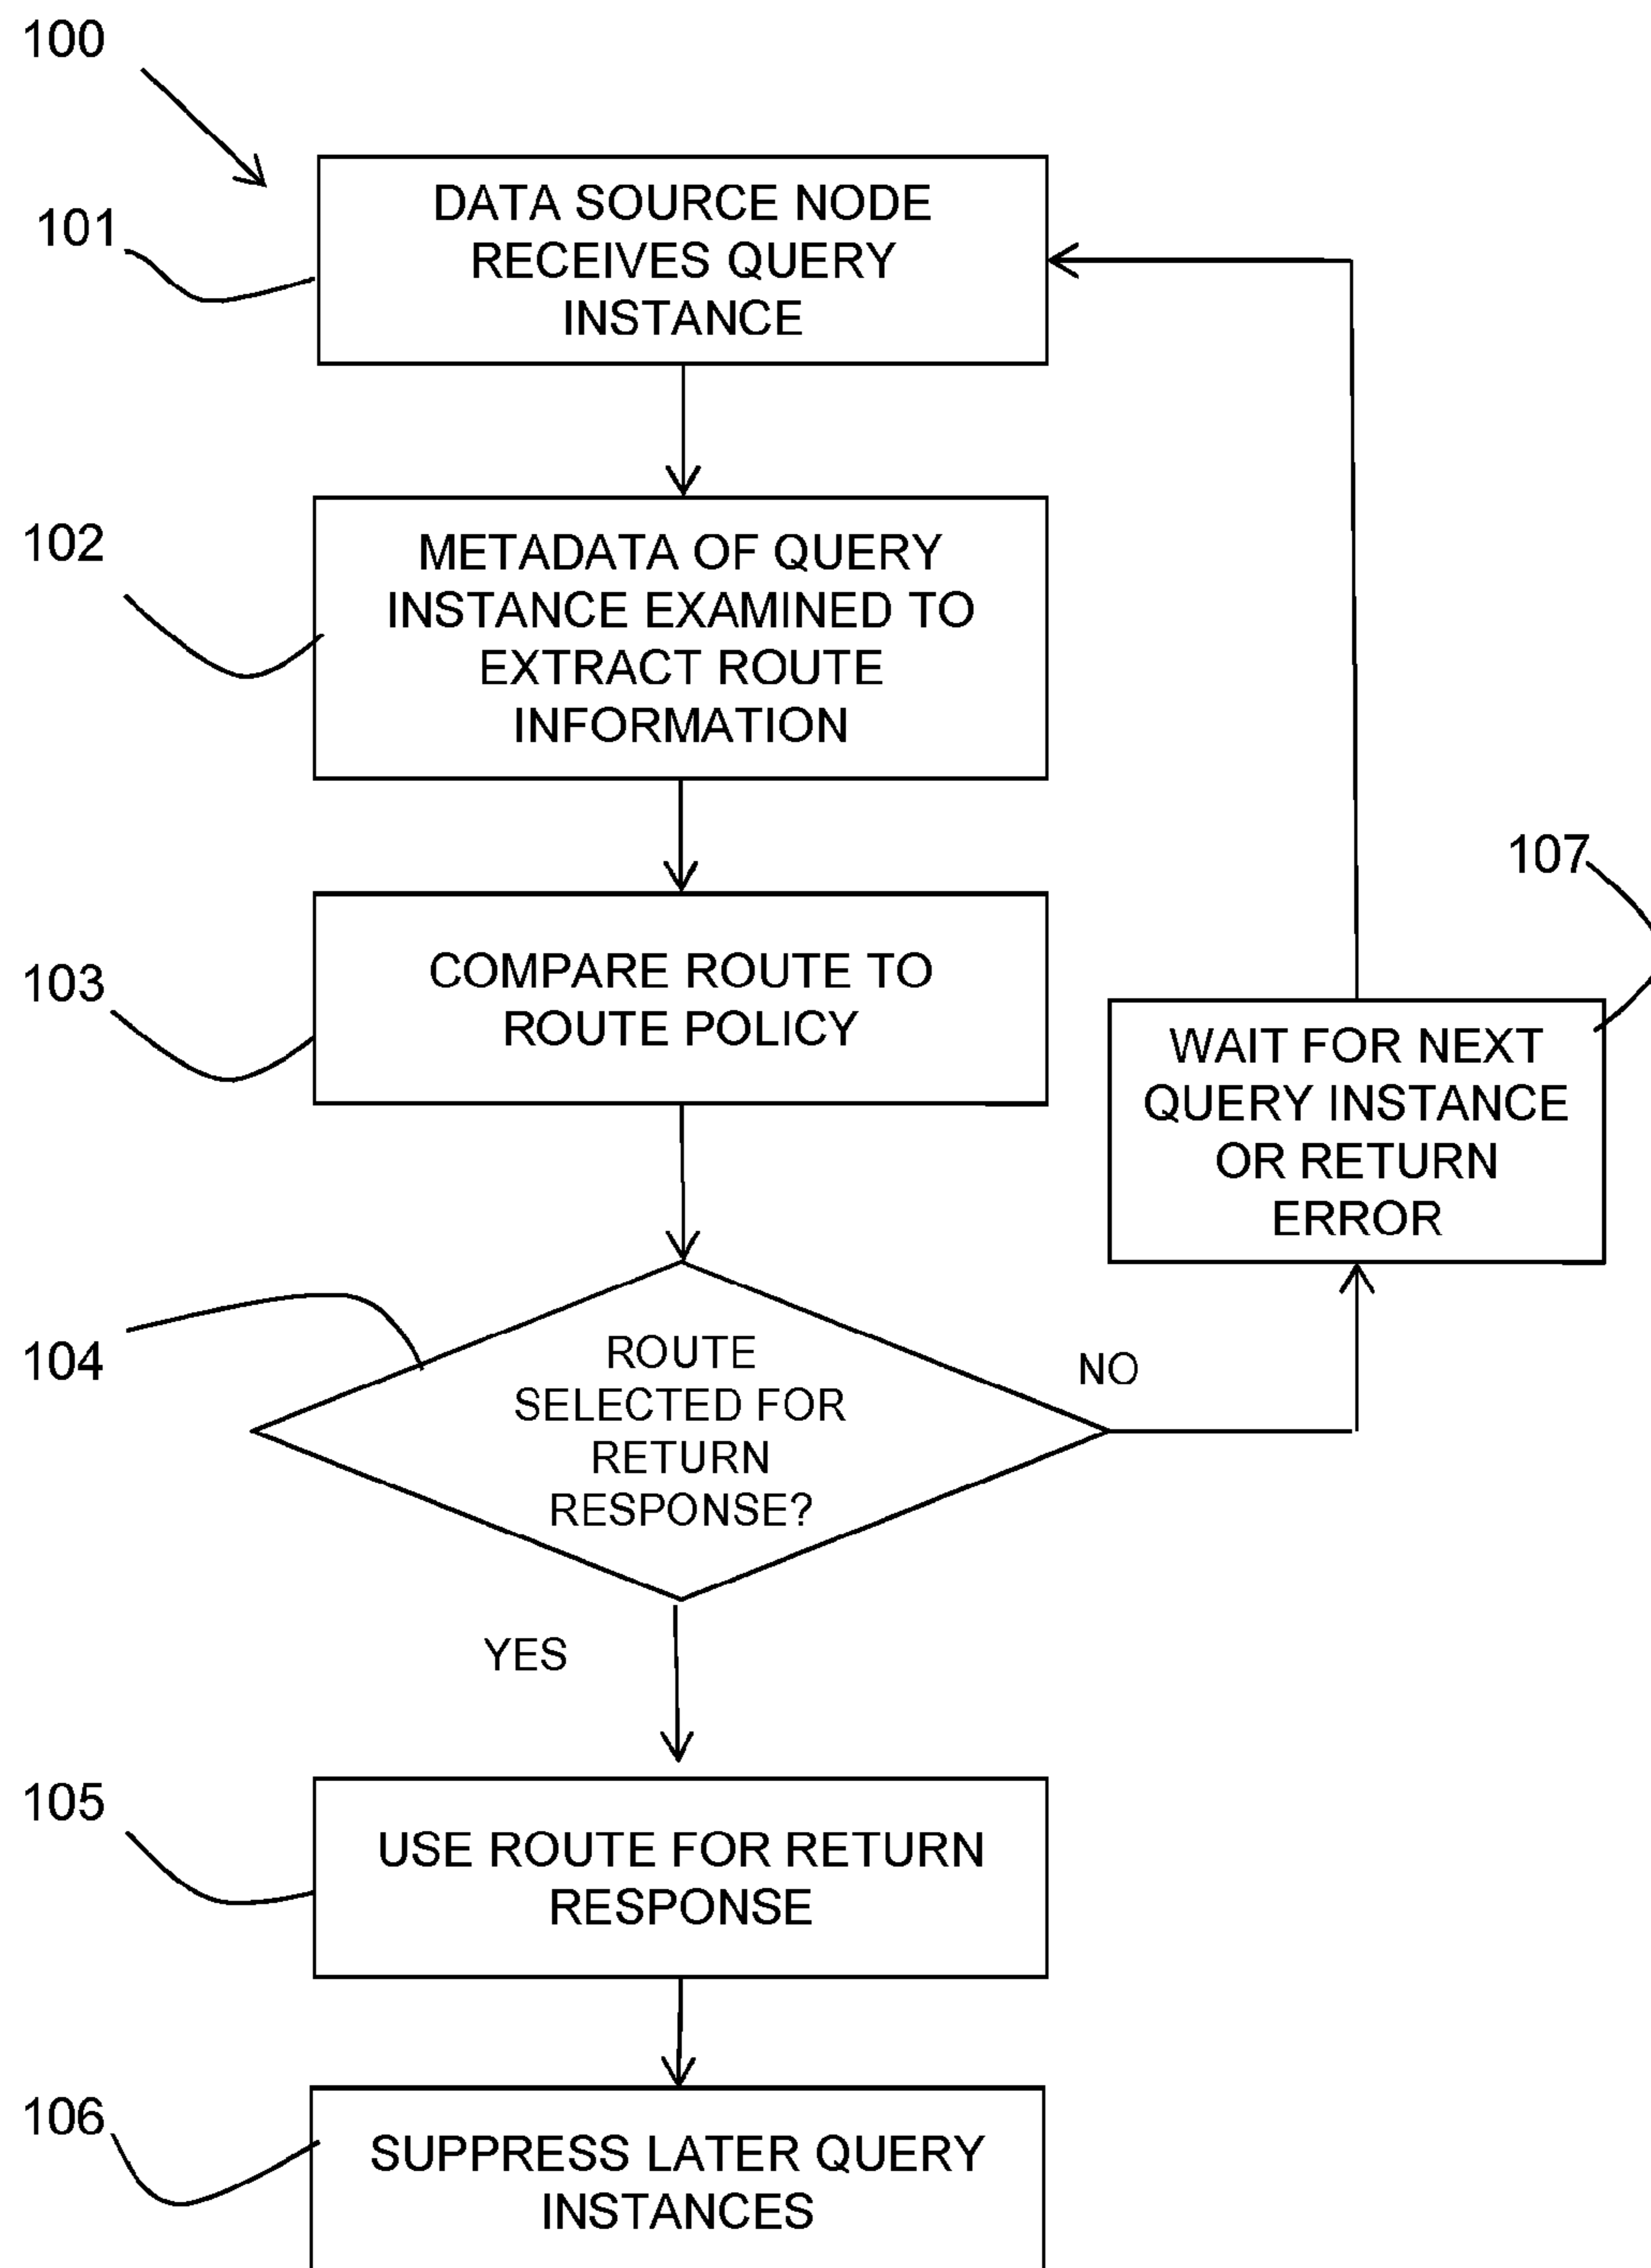 100
101
DATA SOURCE NODE
RECEIVES QUERY
INSTANCE
102
METADATA OF QUERY
INSTANCE EXAMINED TO
EXTRACT ROUTE
INFORMATION
103
COMPARE ROUTE TO
ROUTE POLICY
107
WAIT FOR NEXT
QUERY INSTANCE
OR RETURN
ERROR
104
ROUTE
SELECTED FOR
RETURN
RESPONSE?
NO
YES
105
USE ROUTE FOR RETURN
RESPONSE
106
SUPPRESS LATER QUERY
INSTANCES